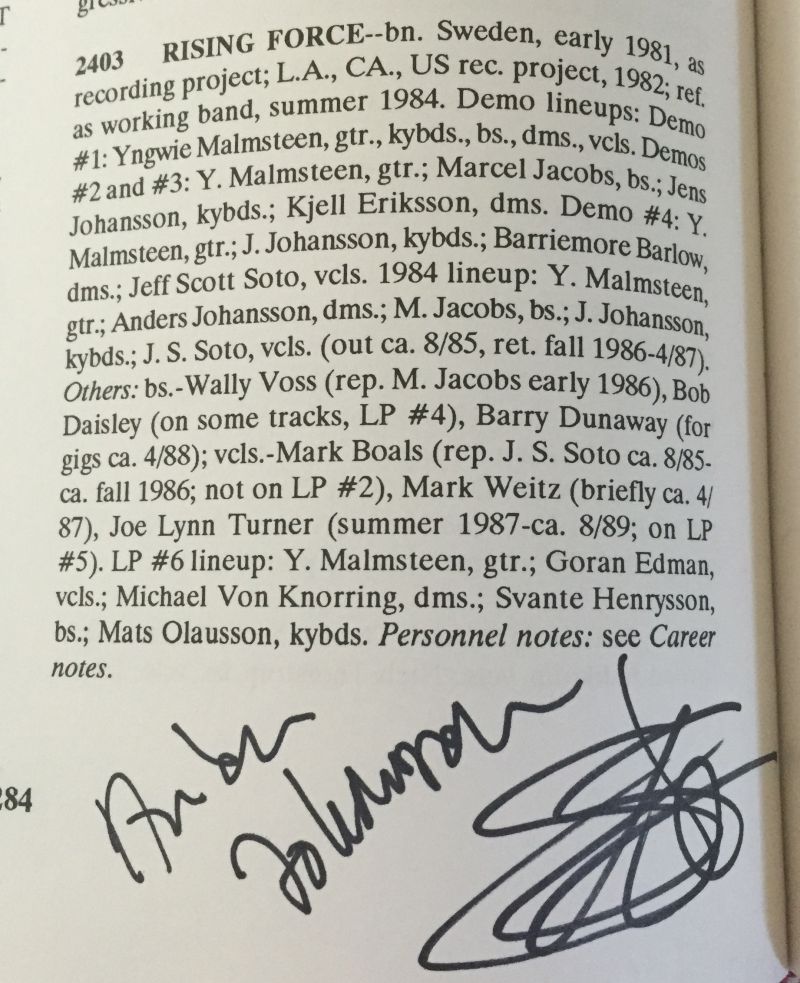 2403 RISING FORCE--bn. Sweden, early 1981, as
recording project; L.A., CA., US rec. project, 1982; ref.
as working band, summer 1984. Demo lineups: Demo
#1: Yngwie Malmsteen, gtr., kybds., bs., dms., vcls. Demos
#2 and #3: Y. Malmsteen, gtr.; Marcel Jacobs, bs.; Jens
Johansson, kybds.; Kjell Eriksson, dms. Demo #4: Y.
Malmsteen, gtr.; J. Johansson, kybds.; Barriemore Barlow,
dms.; Jeff Scott Soto, vcls. 1984 lineup: Y. Malmsteen,
gtr.; Anders Johansson, dms.; M. Jacobs, bs.; J. Johansson,
kybds.; J. S. Soto, vcls. (out ca. 8/85, ret. fall 1986-4/87).
Others: bs.-Wally Voss (rep. M. Jacobs early 1986), Bob
Daisley (on some tracks, LP #4), Barry Dunaway (for
gigs ca. 4/88); vcls.-Mark Boals (rep. J. S. Soto ca. 8/85-
ca. fall 1986; not on LP #2), Mark Weitz (briefly ca. 4/
87), Joe Lynn Turner (summer 1987-ca. 8/89; on LP
#5). LP #6 lineup: Y. Malmsteen, gtr.; Goran Edman,
vcls.; Michael Von Knorring, dms.; Svante Henrysson,
bs.; Mats Olausson, kybds. Personnel notes: see Career
notes.
284